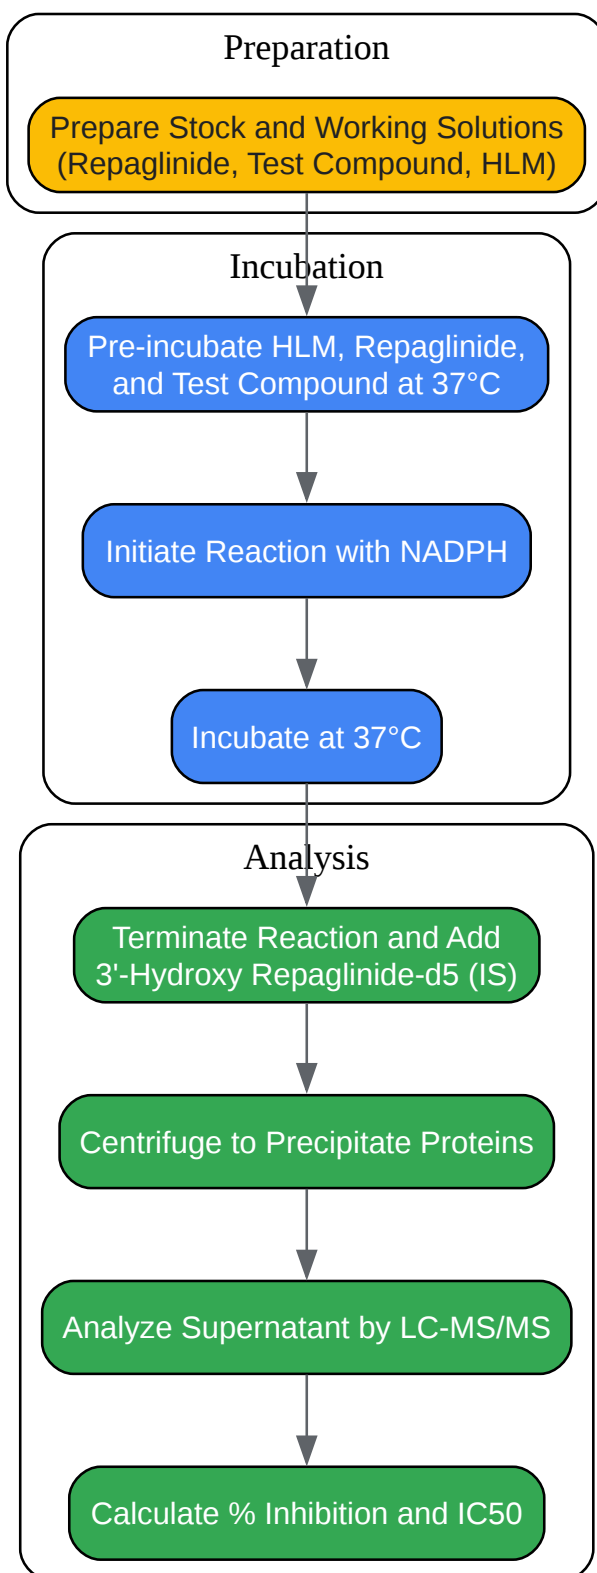 Preparation
Prepare Stock and Working Solutions
(Repaglinide, Test Compound, HLM)
Incubation
Pre-incubate HLM, Repaglinide,
and Test Compound at 37°C
Initiate Reaction with NADPH
Incubate at 37°C
Analysis
Terminate Reaction and Add
3'-Hydroxy Repaglinide-d5 (IS)
Centrifuge to Precipitate Proteins
Analyze Supernatant by LC-MS/MS
Calculate % Inhibition and IC50